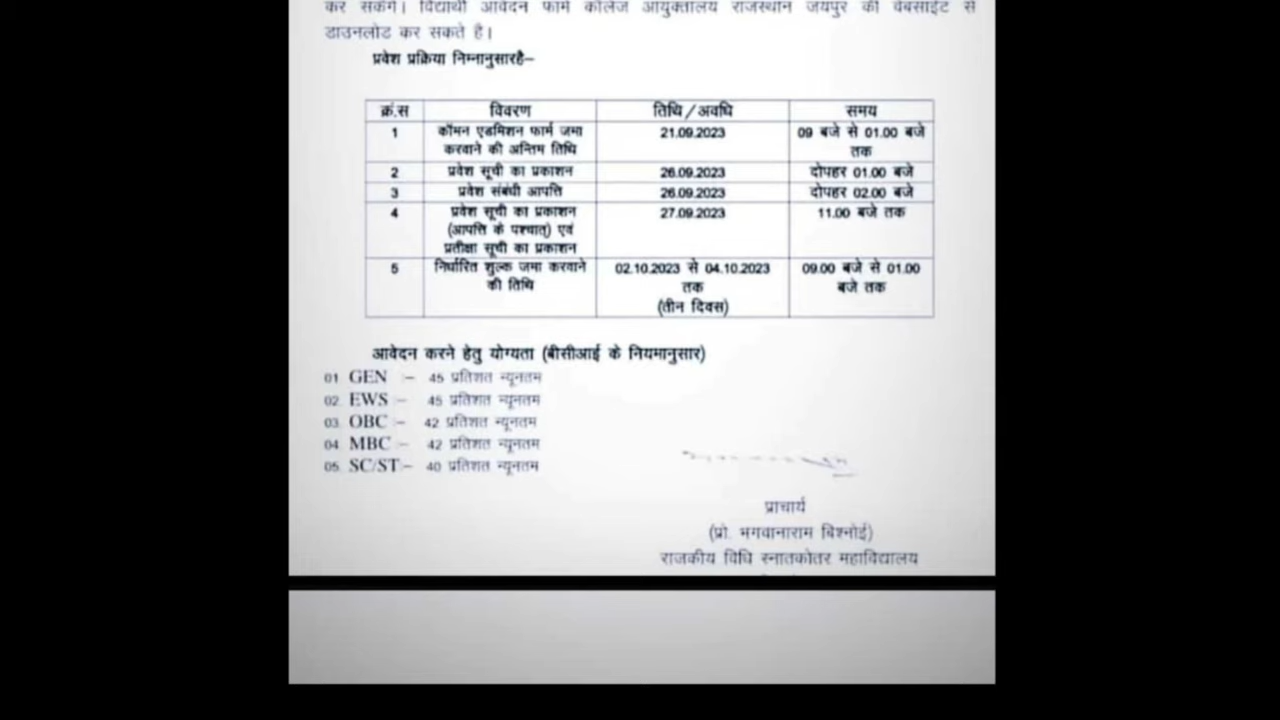 कर सकेंगे। विद्यार्थी आवेदन फार्म कॉलेज आयुक्तालय राजस्थान जयपुर की वेबसाईट से
डाउनलोड कर सकते है।
प्रवेश प्रक्रिया निम्नानुसारहै–
क्रं.स विवरण तिथि/अवधि समय
1 कॉमन एडमिशन फार्म जमा 21.09.2023 09 बजे से 01.00 बजे
करवाने की अन्तिम तिथि तक
2 प्रवेश सूची का प्रकाशन 26.09.2023 दोपहर 01.00 बजे
3 प्रवेश संबंधी आपत्ति 26.09.2023 दोपहर 02.00 बजे
4 प्रवेश सूची का प्रकाशन 27.09.2023 11.00 बजे तक
(आपत्ति के पश्चात्) एवं
प्रतीक्षा सूची का प्रकाशन
5 निर्धारित शुल्क जमा करवाने 02.10.2023 से 04.10.2023 09.00 बजे से 01.00
की तिथि तक बजे तक
(तीन दिवस)
आवेदन करने हेतु योग्यता (बीसीआई के नियमानुसार)
01 GEN :– 45 प्रतिशत न्यूनतम
02. EWS :– 45 प्रतिशत न्यूनतम
03. OBC :– 42 प्रतिशत न्यूनतम
04. MBC :– 42 प्रतिशत न्यूनतम
05. SC/ST:– 40 प्रतिशत न्यूनतम
प्राचार्य
(प्रो. भगवानाराम बिश्नोई)
राजकीय विधि स्नातकोतर महाविद्यालय